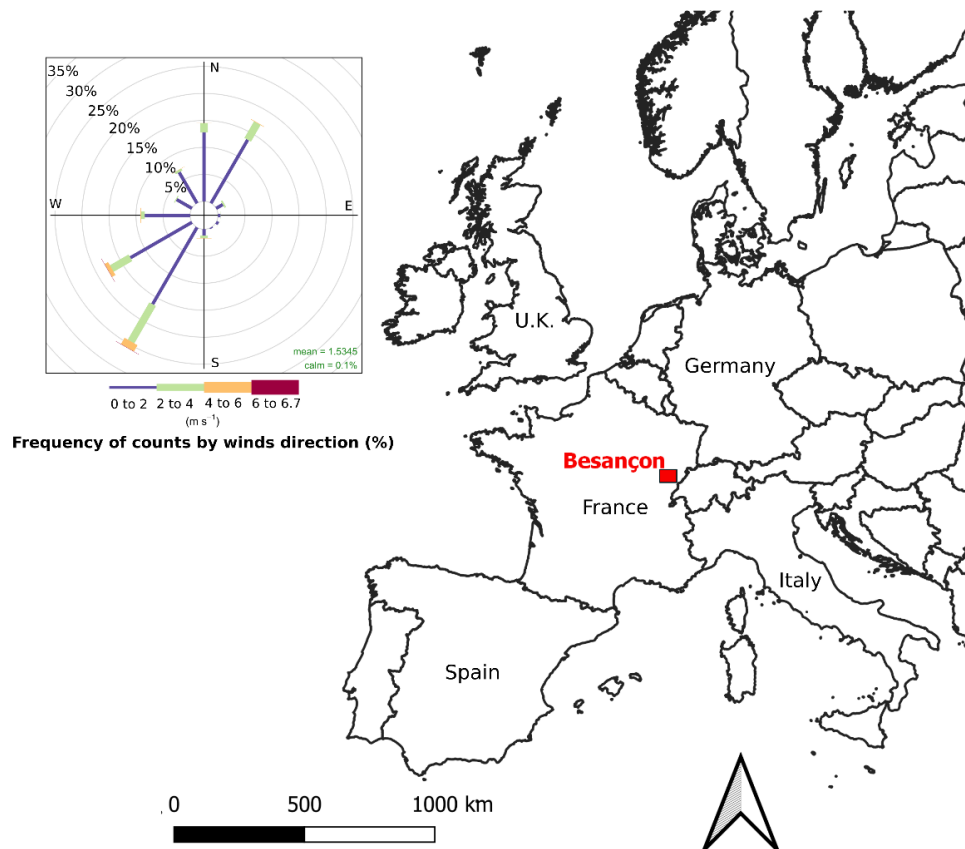 35%
30%
25%
20%
15%
10%
5%
N
W
E
S
mean = 1.5345
calm = 0.1%
0 to 2 2 to 4 4 to 6 6 to 6.7
(m s⁻¹)
Frequency of counts by winds direction (%)
U.K.
Germany
Besançon
France
Italy
Spain
0 500 1000 km